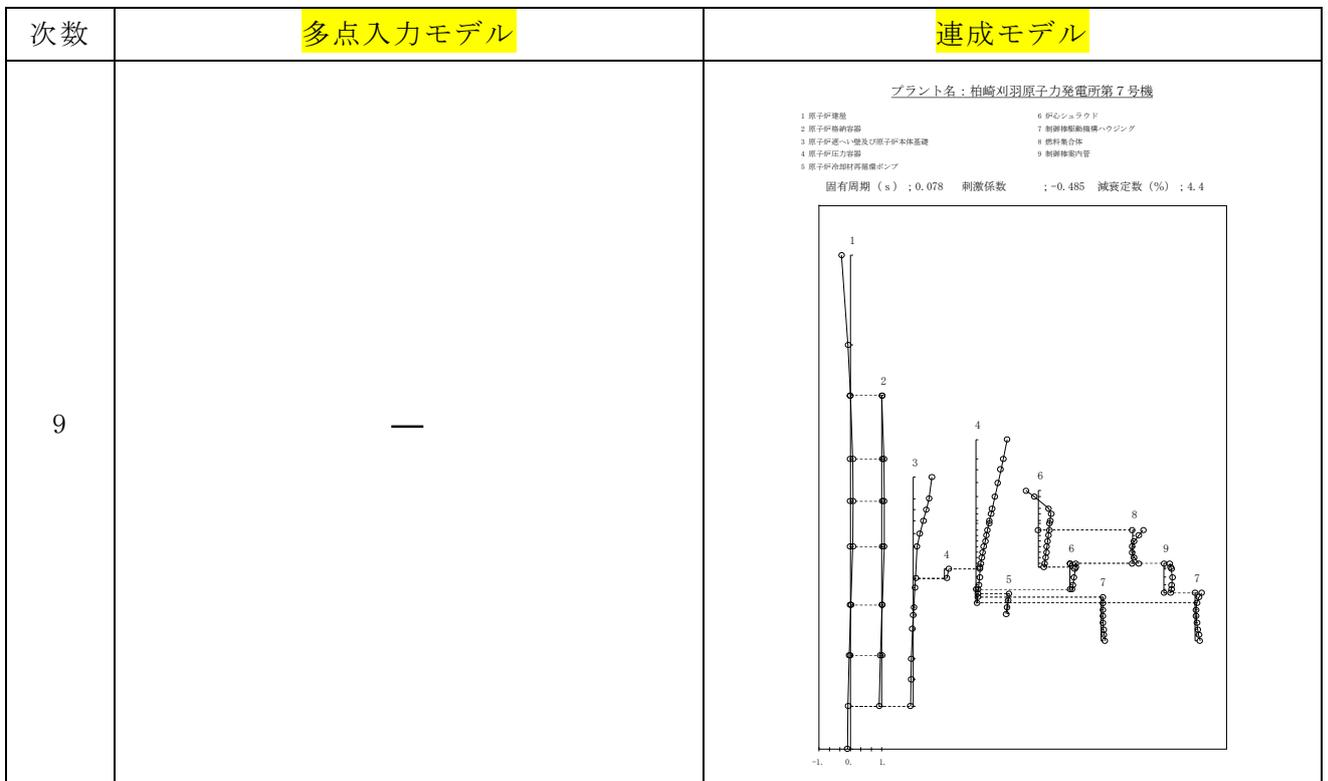 次数 多点入力モデル 連成モデル
プラント名：柏崎刈羽原子力発電所第７号機
1 原子炉建屋 6 炉心シュラウド
2 原子炉格納容器 7 制御棒駆動機構ハウジング
3 原子炉遮へい壁及び原子炉本体基礎 8 燃料集合体
4 原子炉圧力容器 9 制御棒案内管
5 原子炉冷却材再循環ポンプ
固有周期（ｓ）；0.078 刺激係数 ；-0.485 減衰定数（%）；4.4
1
2
4
3
6
8
9 —
4
6
9
5
7
7
-1. 0. 1.